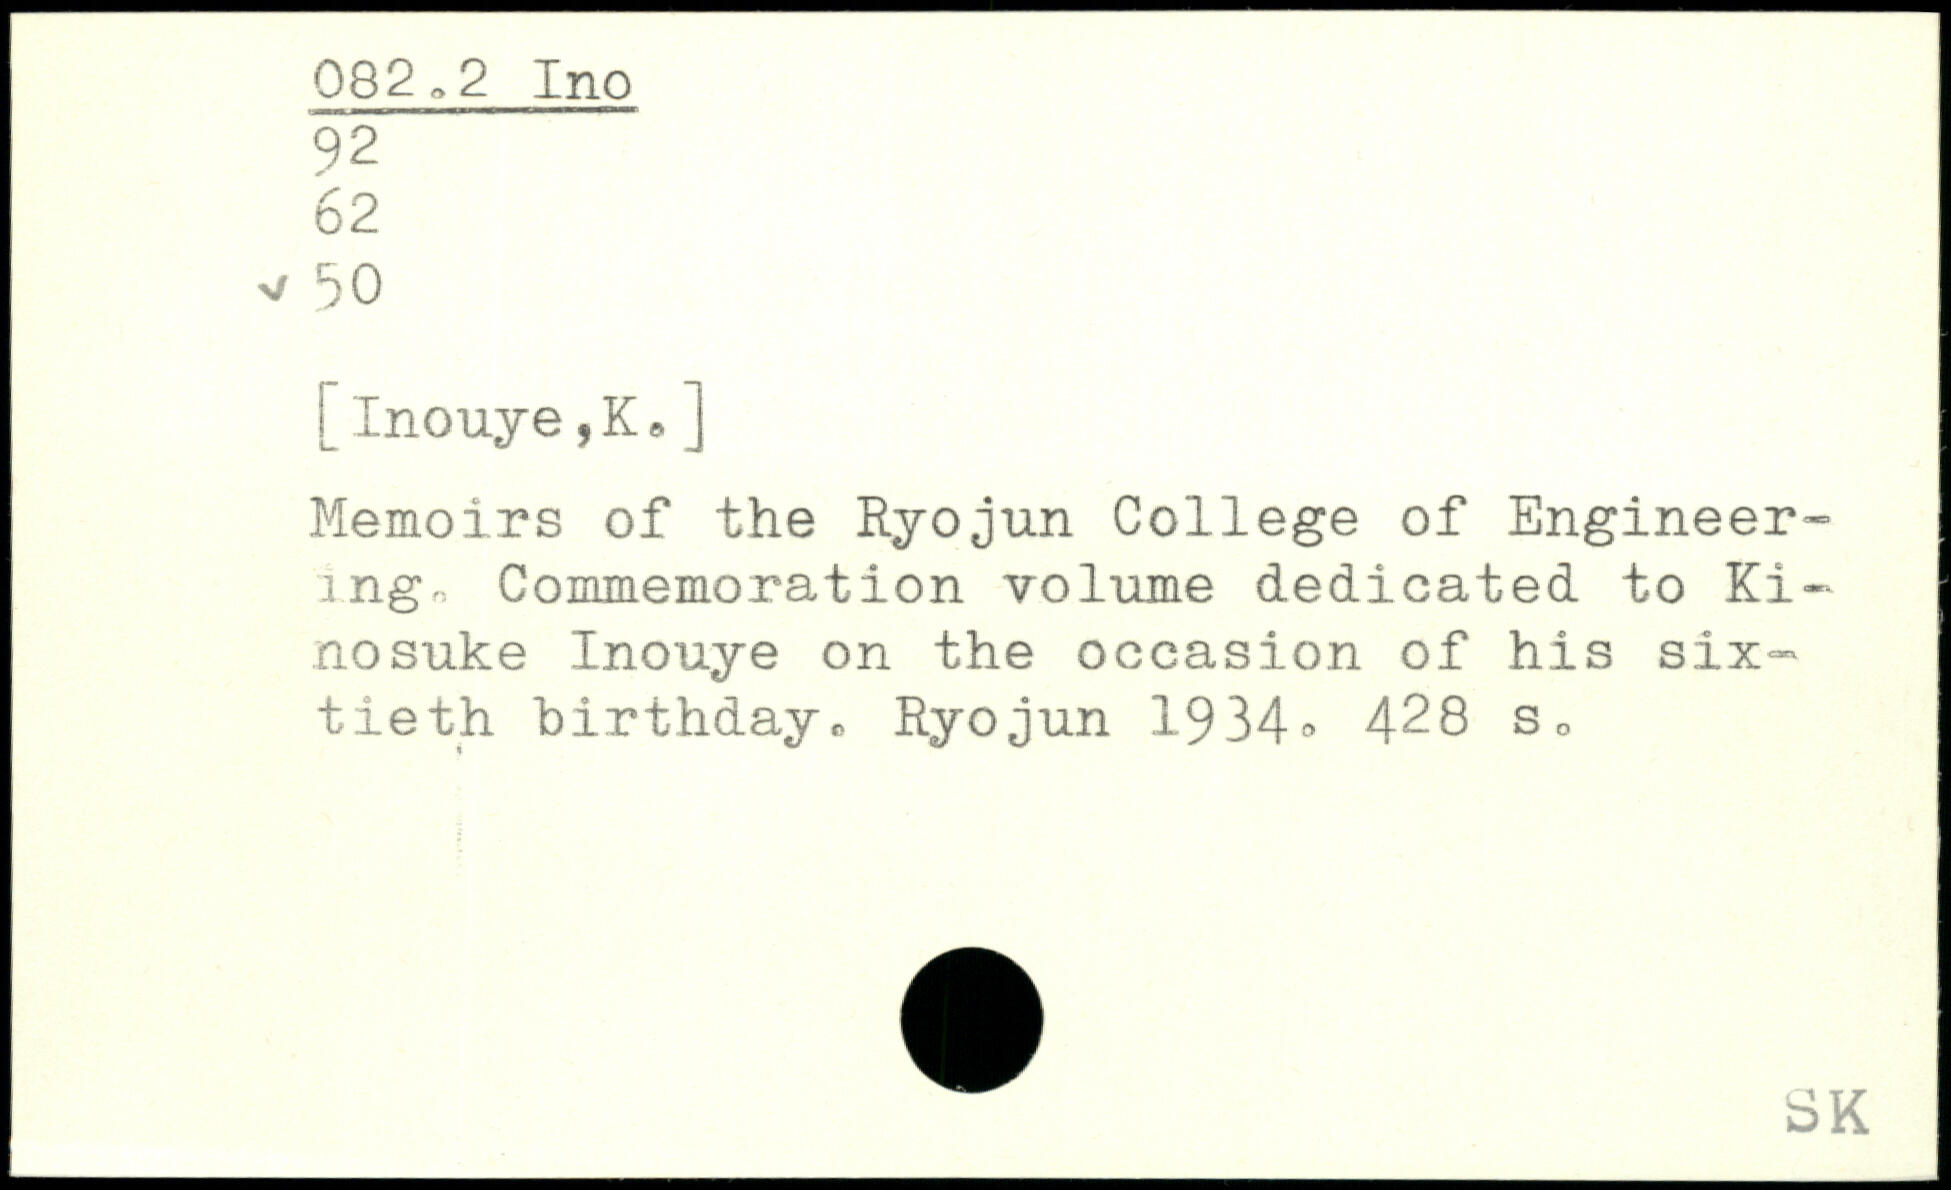 082.2 Ino
92
62
✓ 50
[Inouye,K.]
Memoirs of the Ryojun College of Engineer-
ing. Commemoration volume dedicated to Ki-
nosuke Inouye on the occasion of his six-
tieth birthday. Ryojun 1934. 428 s.
SK